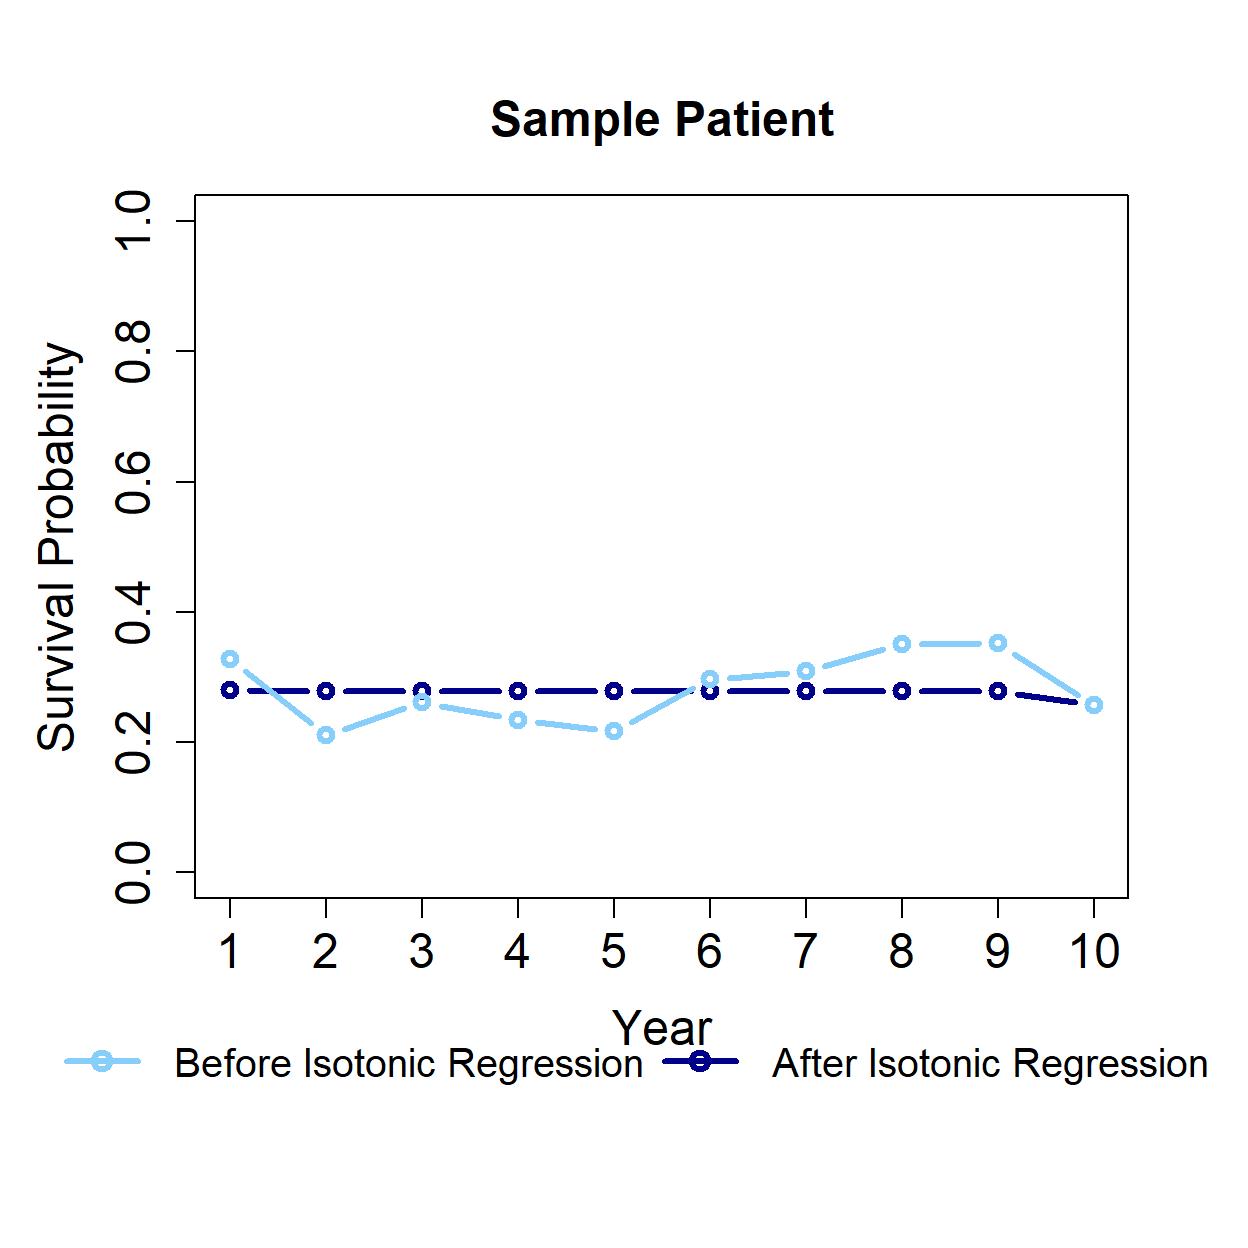 Sample Patient
Survival Probability
1.0
0.8
0.6
0.4
0.2
0.0
1 2 3 4 5 6 7 8 9 10
Year
Before Isotonic Regression After Isotonic Regression